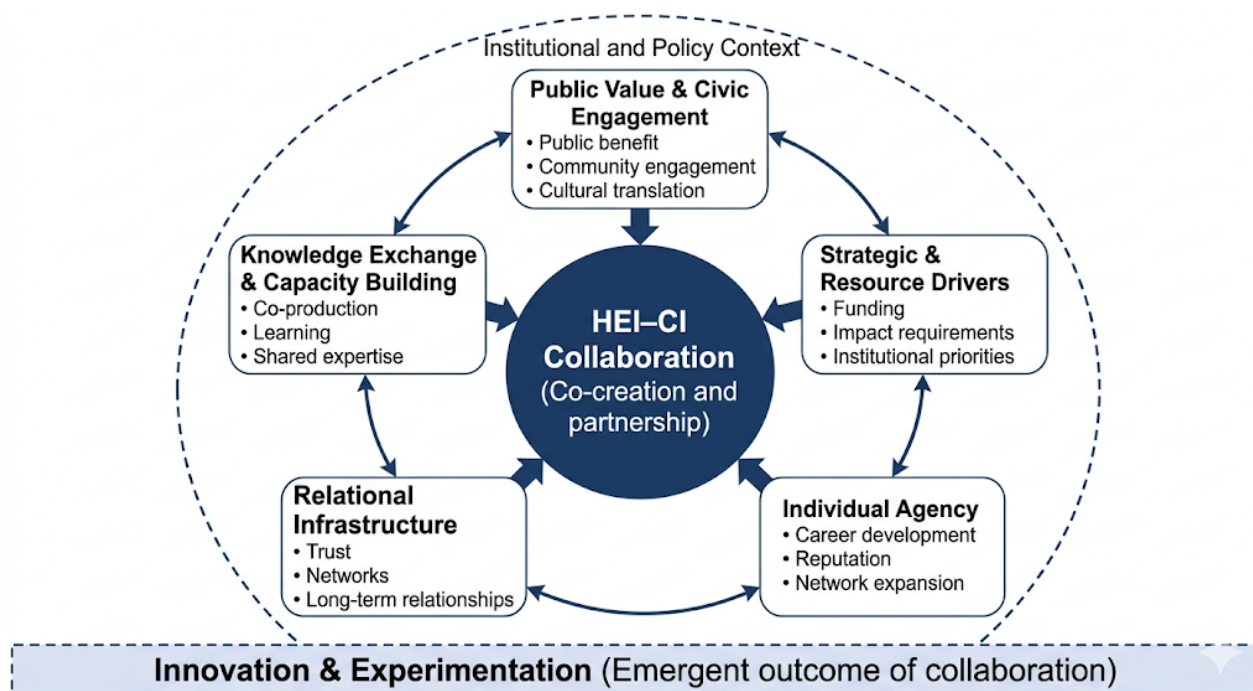 Institutional and Policy Context
Public Value & Civic
Engagement
• Public benefit
• Community engagement
• Cultural translation
Knowledge Exchange
& Capacity Building
• Co-production
• Learning
• Shared expertise
Strategic &
Resource Drivers
• Funding
• Impact requirements
• Institutional priorities
HEI–CI
Collaboration
(Co-creation and
partnership)
Relational
Infrastructure
• Trust
• Networks
• Long-term relationships
Individual Agency
• Career development
• Reputation
• Network expansion
Innovation & Experimentation (Emergent outcome of collaboration)